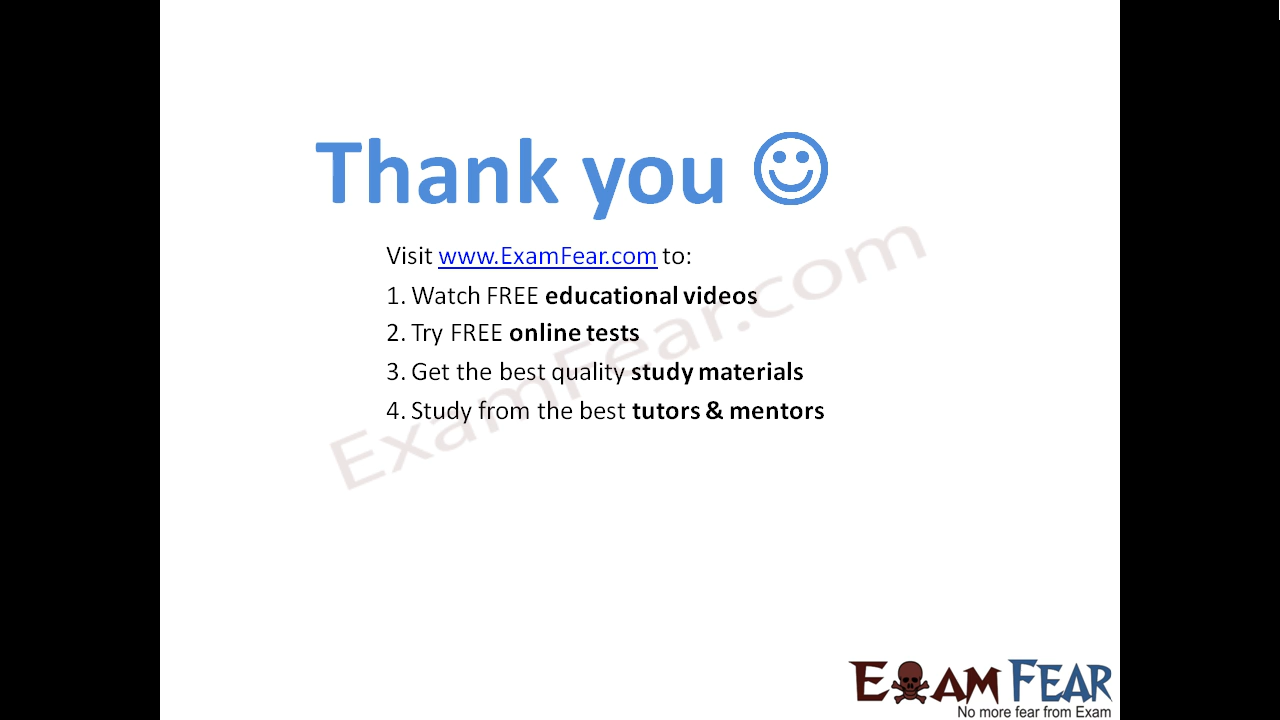 Thank you ☺
Visit www.ExamFear.com to:
1. Watch FREE educational videos
2. Try FREE online tests
3. Get the best quality study materials
4. Study from the best tutors & mentors
ExamFear.com
EXAM FEAR
No more fear from Exam